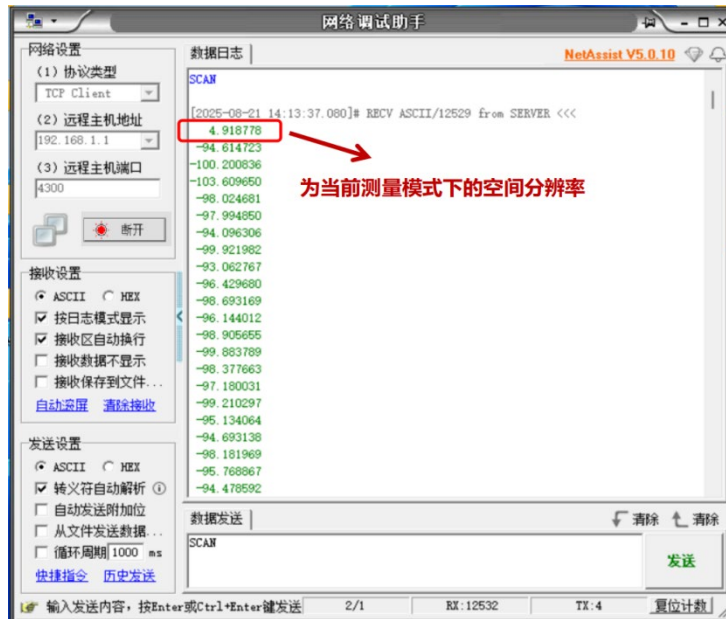 网络调试助手
网络设置
(1) 协议类型
TCP Client
(2) 远程主机地址
192.168.1.1
(3) 远程主机端口
4300
断开
接收设置
ASCII HEX
按日志模式显示
接收区自动换行
接收数据不显示
接收保存到文件...
自动滚屏 清除接收
发送设置
ASCII HEX
转义符自动解析
自动发送附加位
从文件发送数据...
循环周期 1000 ms
快捷指令 历史发送
数据日志
NetAssist V5.0.10
SCAN
[2025-08-21 14:13:37.080]# RECV ASCII/12529 from SERVER <<<
4.918778
-94.614723
-100.200836
-103.609650
-98.024681
-97.994850
-94.096306
-99.921982
-93.062767
-96.429680
-98.693169
-96.144012
-98.905655
-99.883789
-98.377663
-97.180031
-99.210297
-95.134064
-94.693138
-98.181969
-95.768867
-94.478592
为当前测量模式下的空间分辨率
数据发送
清除 清除
SCAN
发送
输入发送内容，按Enter或Ctrl+Enter键发送
2/1
RX:12532
TX:4
复位计数